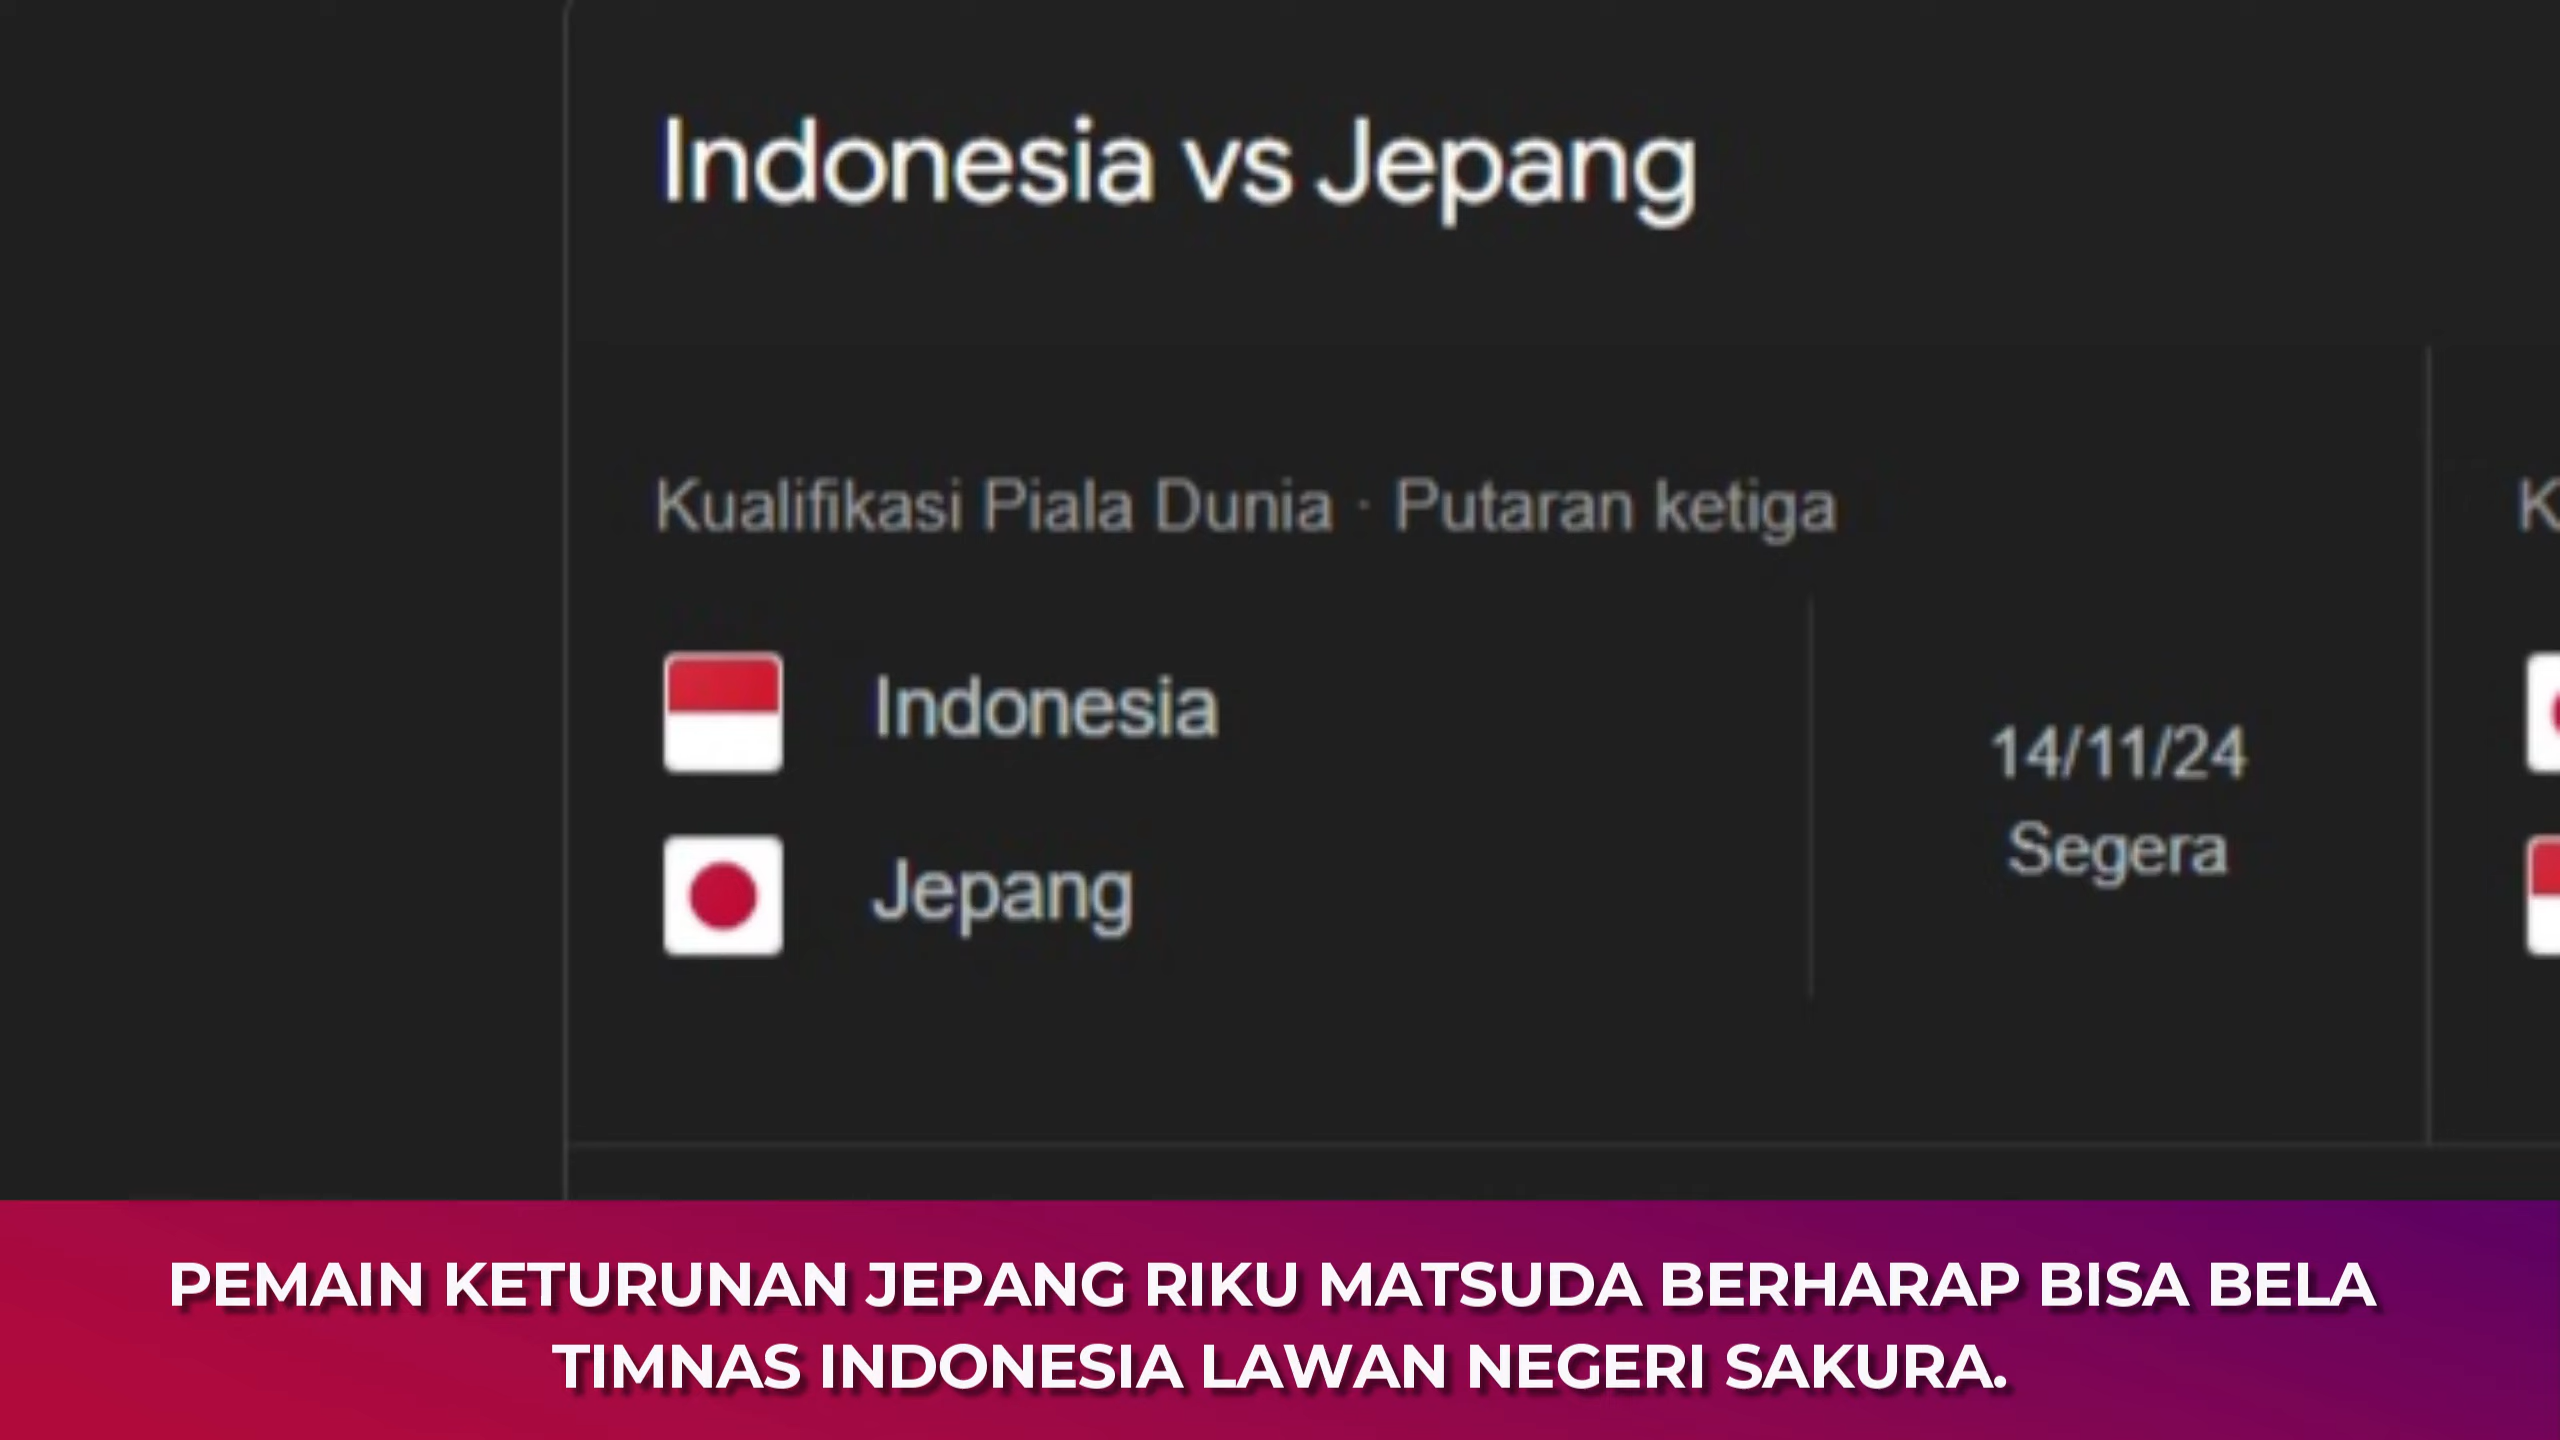 Indonesia vs Jepang
Kualifikasi Piala Dunia · Putaran ketiga
K
Indonesia
Jepang
14/11/24
Segera
PEMAIN KETURUNAN JEPANG RIKU MATSUDA BERHARAP BISA BELA
TIMNAS INDONESIA LAWAN NEGERI SAKURA.